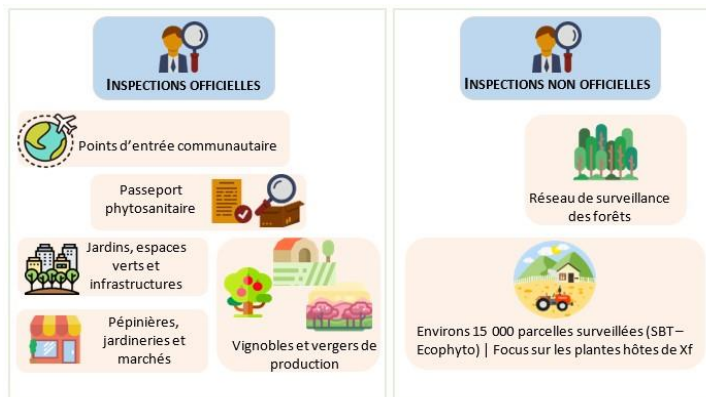 INSPECTIONS OFFICIELLES
Points d'entrée communautaire
Passeport
phytosanitaire
Jardins, espaces
verts et
infrastructures
Pépinières,
jardineries et
marchés
Vignobles et vergers de
production
INSPECTIONS NON OFFICIELLES
Réseau de surveillance
des forêts
Environs 15 000 parcelles surveillées (SBT –
Ecophyto) | Focus sur les plantes hôtes de Xf